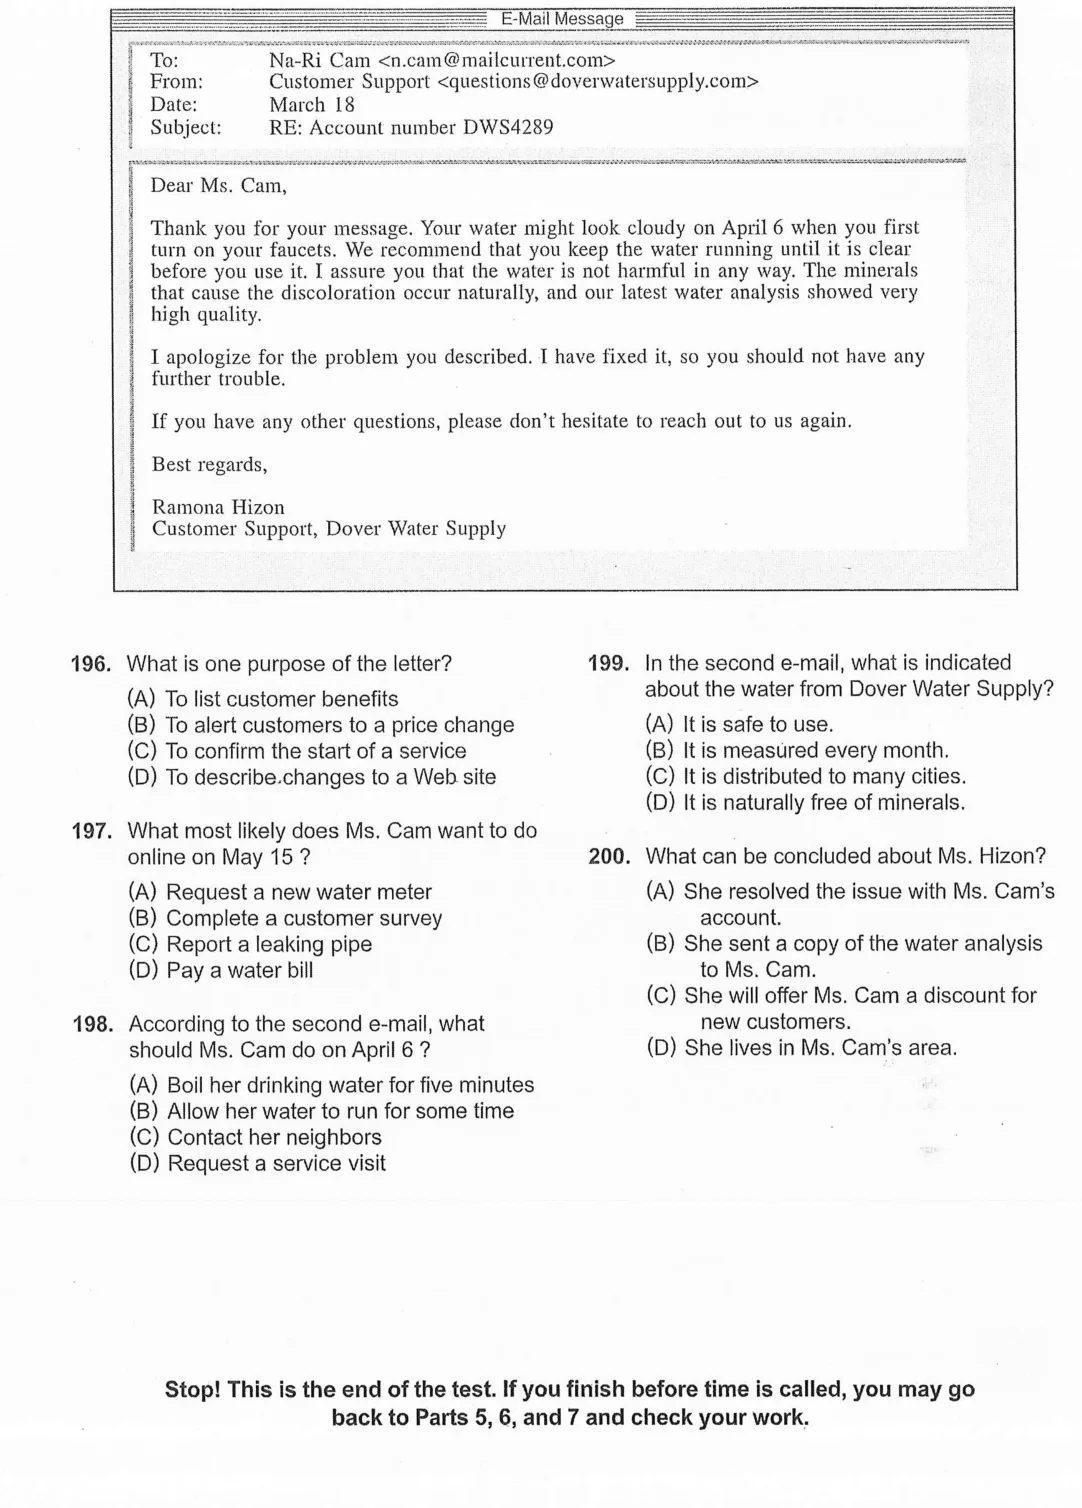 E-Mail Message
To: Na-Ri Cam <n.cam@mailcurrent.com>
From: Customer Support <questions@doverwatersupply.com>
Date: March 18
Subject: RE: Account number DWS4289
Dear Ms. Cam,
Thank you for your message. Your water might look cloudy on April 6 when you first
turn on your faucets. We recommend that you keep the water running until it is clear
before you use it. I assure you that the water is not harmful in any way. The minerals
that cause the discoloration occur naturally, and our latest water analysis showed very
high quality.
I apologize for the problem you described. I have fixed it, so you should not have any
further trouble.
If you have any other questions, please don't hesitate to reach out to us again.
Best regards,
Ramona Hizon
Customer Support, Dover Water Supply
196. What is one purpose of the letter?
(A) To list customer benefits
(B) To alert customers to a price change
(C) To confirm the start of a service
(D) To describe changes to a Web site
197. What most likely does Ms. Cam want to do
online on May 15 ?
(A) Request a new water meter
(B) Complete a customer survey
(C) Report a leaking pipe
(D) Pay a water bill
198. According to the second e-mail, what
should Ms. Cam do on April 6 ?
(A) Boil her drinking water for five minutes
(B) Allow her water to run for some time
(C) Contact her neighbors
(D) Request a service visit
199. In the second e-mail, what is indicated
about the water from Dover Water Supply?
(A) It is safe to use.
(B) It is measured every month.
(C) It is distributed to many cities.
(D) It is naturally free of minerals.
200. What can be concluded about Ms. Hizon?
(A) She resolved the issue with Ms. Cam's
account.
(B) She sent a copy of the water analysis
to Ms. Cam.
(C) She will offer Ms. Cam a discount for
new customers.
(D) She lives in Ms. Cam's area.
Stop! This is the end of the test. If you finish before time is called, you may go
back to Parts 5, 6, and 7 and check your work.